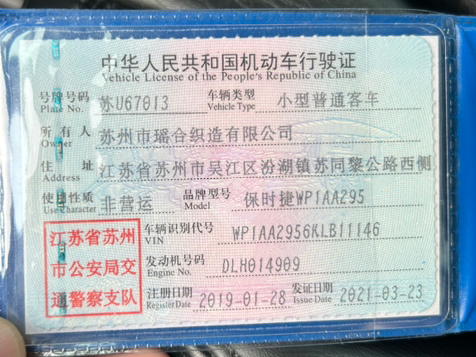 中华人民共和国机动车行驶证
Vehicle License of the People's Republic of China
号牌号码 苏U67813 车辆类型 小型普通客车
Plate No. Vehicle Type
所有人 苏州市瑶合织造有限公司
Owner
住址 江苏省苏州市吴江区汾湖镇苏同黎公路西侧
Address
使用性质 非营运 品牌型号 保时捷WP1AA295
Use Character Model
江苏省苏州
市公安局交
通警察支队
车辆识别代号 WP1AA2956KLB11146
VIN
发动机号码 DLH014909
Engine No.
注册日期 2019-01-28 发证日期 2021-03-23
Register Date Issue Date